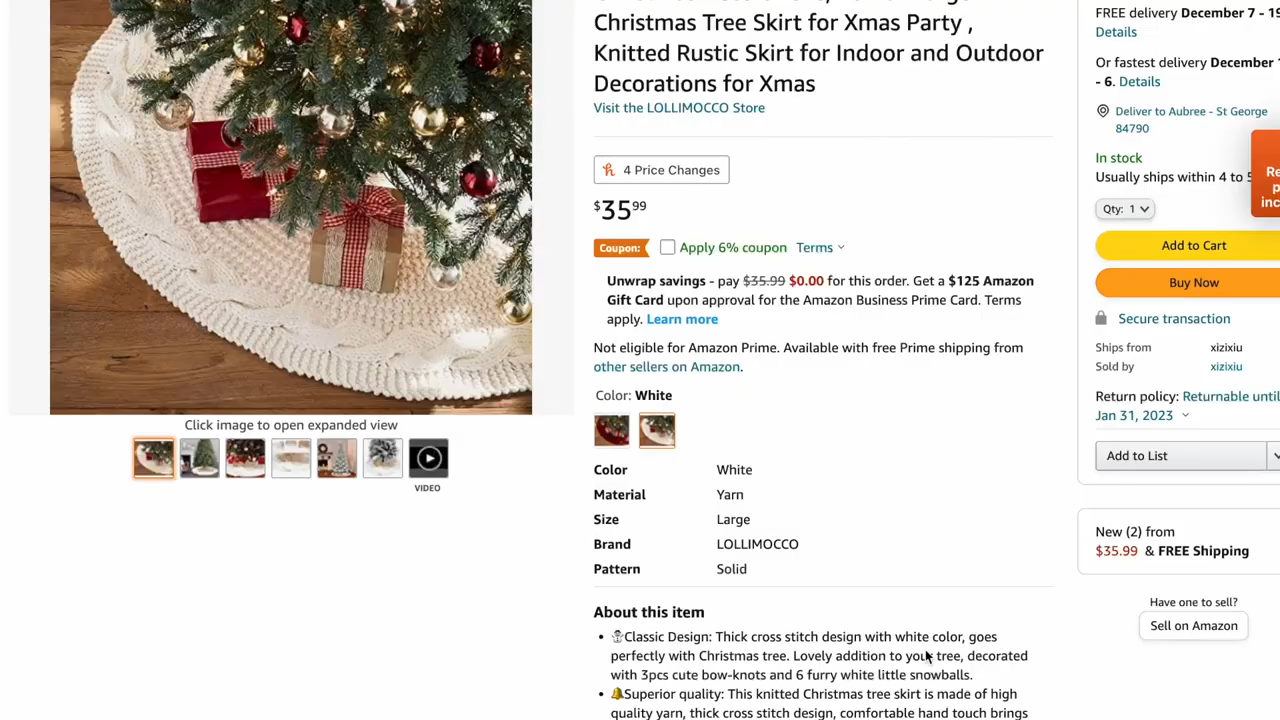 Christmas Tree Skirt for Xmas Party ,
Knitted Rustic Skirt for Indoor and Outdoor
Decorations for Xmas
Visit the LOLLIMOCCO Store
4 Price Changes
$35 99
Coupon: Apply 6% coupon Terms
Unwrap savings - pay $35.99 $0.00 for this order. Get a $125 Amazon
Gift Card upon approval for the Amazon Business Prime Card. Terms
apply. Learn more
Not eligible for Amazon Prime. Available with free Prime shipping from
other sellers on Amazon.
Color: White
Color White
Material Yarn
Size Large
Brand LOLLIMOCCO
Pattern Solid
About this item
• Classic Design: Thick cross stitch design with white color, goes
perfectly with Christmas tree. Lovely addition to your tree, decorated
with 3pcs cute bow-knots and 6 furry white little snowballs.
• Superior quality: This knitted Christmas tree skirt is made of high
quality yarn, thick cross stitch design, comfortable hand touch brings
Click image to open expanded view
VIDEO
FREE delivery December 7 - 19
Details
Or fastest delivery December
- 6. Details
Deliver to Aubree - St George
84790
In stock
Usually ships within 4 to 5
Qty: 1
Add to Cart
Buy Now
Secure transaction
Ships from xizixiu
Sold by xizixiu
Return policy: Returnable until
Jan 31, 2023
Add to List
New (2) from
$35.99 & FREE Shipping
Have one to sell?
Sell on Amazon